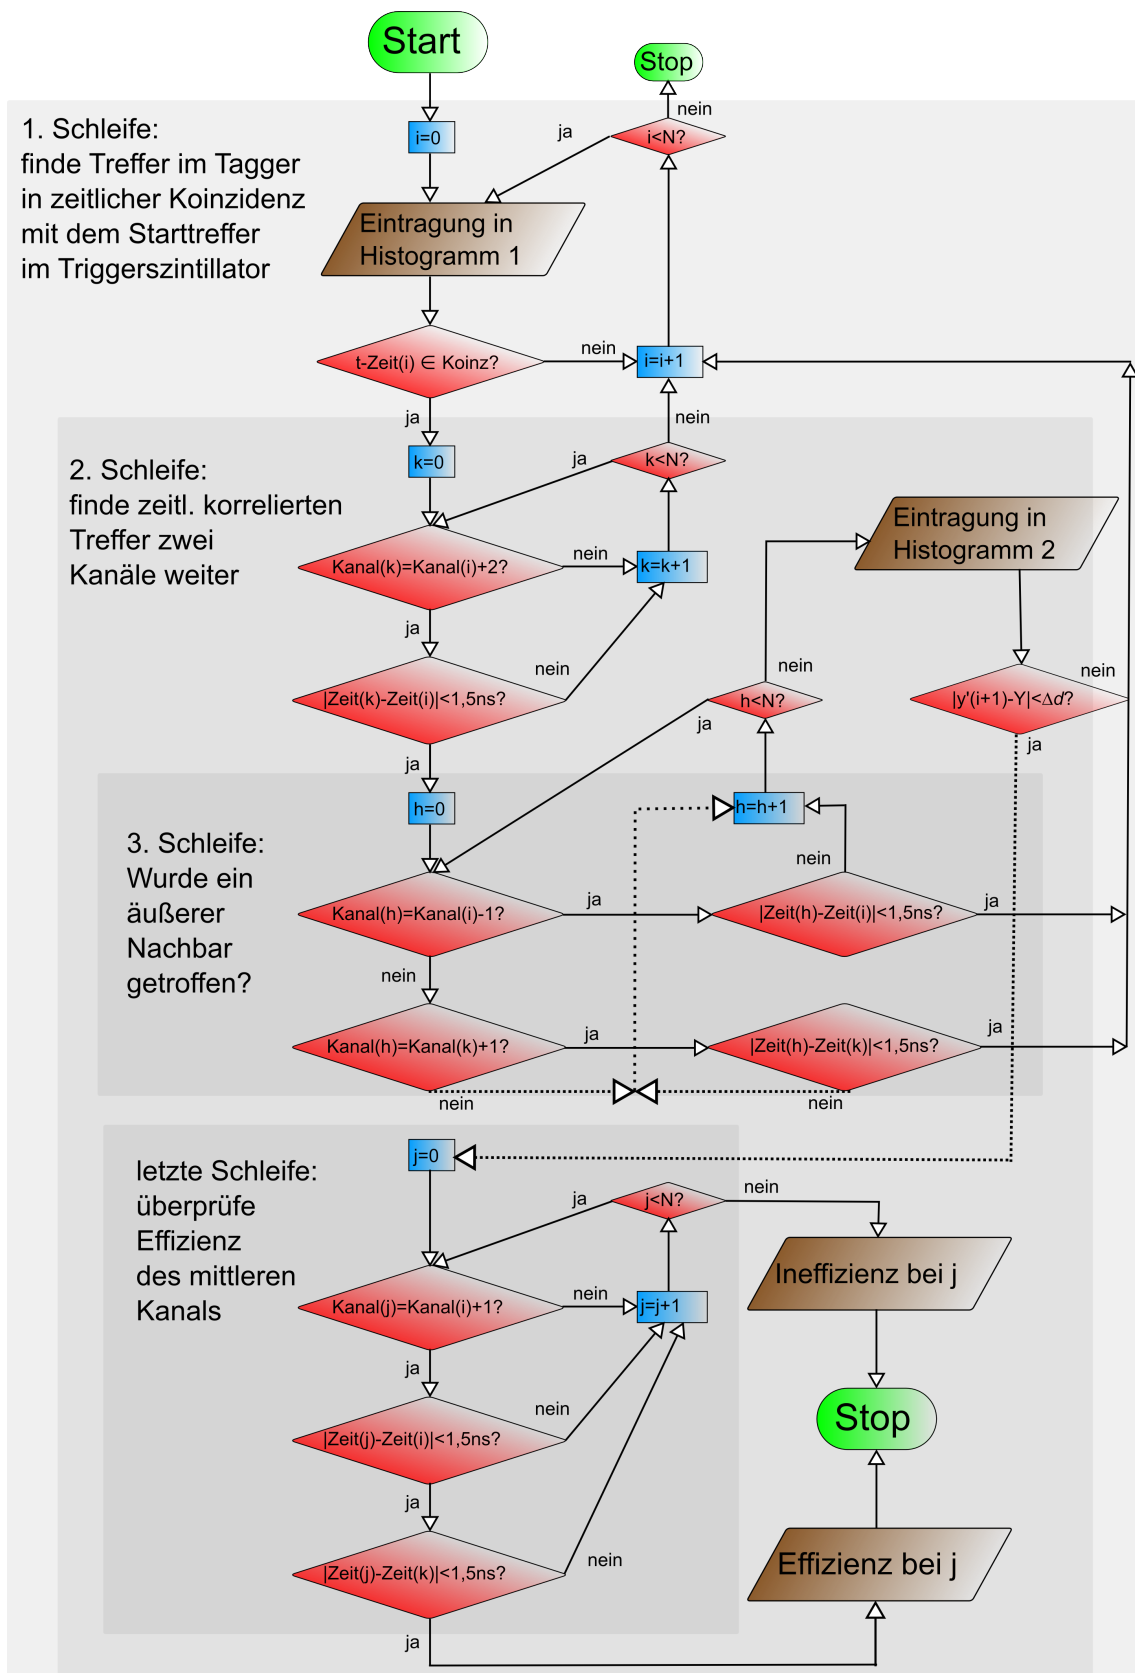 Start
Stop
nein
1. Schleife:
finde Treffer im Tagger
in zeitlicher Koinzidenz
mit dem Starttreffer
im Triggerszintillator
i=0
ja
i<N?
Eintragung in
Histogramm 1
t-Zeit(i) ∈ Koinz?
nein
i=i+1
ja
nein
2. Schleife:
finde zeitl. korrelierten
Treffer zwei
Kanäle weiter
k=0
ja
k<N?
Eintragung in
Histogramm 2
Kanal(k)=Kanal(i)+2?
nein
k=k+1
ja
nein
|Zeit(k)-Zeit(i)|<1,5ns?
nein
h<N?
ja
nein
|y'(i+1)-Y|<Δd?
ja
ja
h=0
h=h+1
3. Schleife:
Wurde ein
äußerer
Nachbar
getroffen?
nein
Kanal(h)=Kanal(i)-1?
ja
|Zeit(h)-Zeit(i)|<1,5ns?
ja
nein
Kanal(h)=Kanal(k)+1?
ja
|Zeit(h)-Zeit(k)|<1,5ns?
ja
nein
nein
j=0
letzte Schleife:
überprüfe
Effizienz
des mittleren
Kanals
ja
j<N?
nein
Ineffizienz bei j
Kanal(j)=Kanal(i)+1?
nein
j=j+1
ja
nein
|Zeit(j)-Zeit(i)|<1,5ns?
Stop
ja
nein
|Zeit(j)-Zeit(k)|<1,5ns?
Effizienz bei j
ja